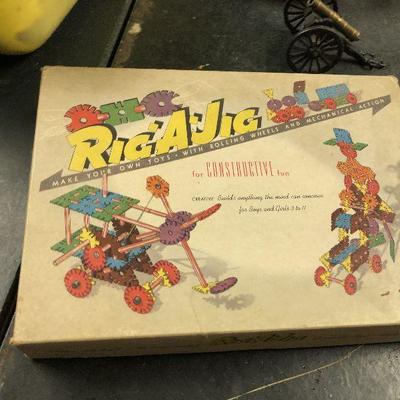 RIG·A·JIG
MAKE YOUR OWN TOYS · WITH ROLLING WHEELS AND MECHANICAL ACTION
for CONSTRUCTIVE fun
CREATIVE Builds anything the mind can conceive
for Boys and Girls 3 to 11